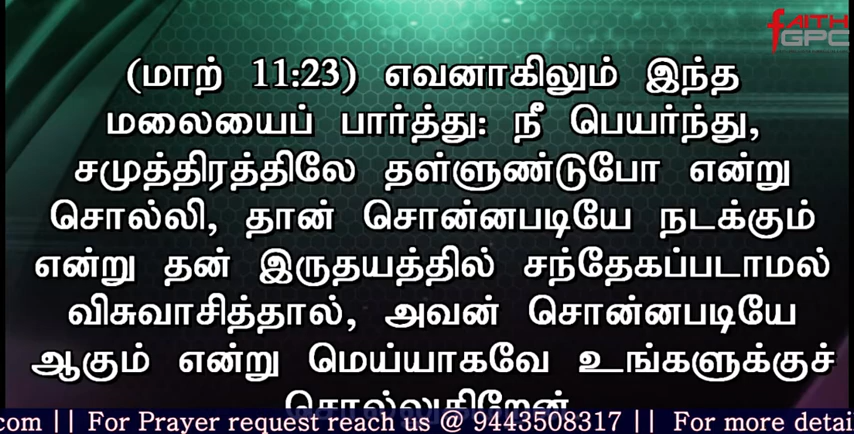 fAITH
GPC
(மாற் 11:23) எவனாகிலும் இந்த
மலையைப் பார்த்து: நீ பெயர்ந்து,
சமுத்திரத்திலே தள்ளுண்டுபோ என்று
சொல்லி, தான் சொன்னபடியே நடக்கும்
என்று தன் இருதயத்தில் சந்தேகப்படாமல்
விசுவாசித்தால், அவன் சொன்னபடியே
ஆகும் என்று மெய்யாகவே உங்களுக்குச்
சொல்லுகிறேன்
com || For Prayer request reach us @ 9443508317 || For more detai